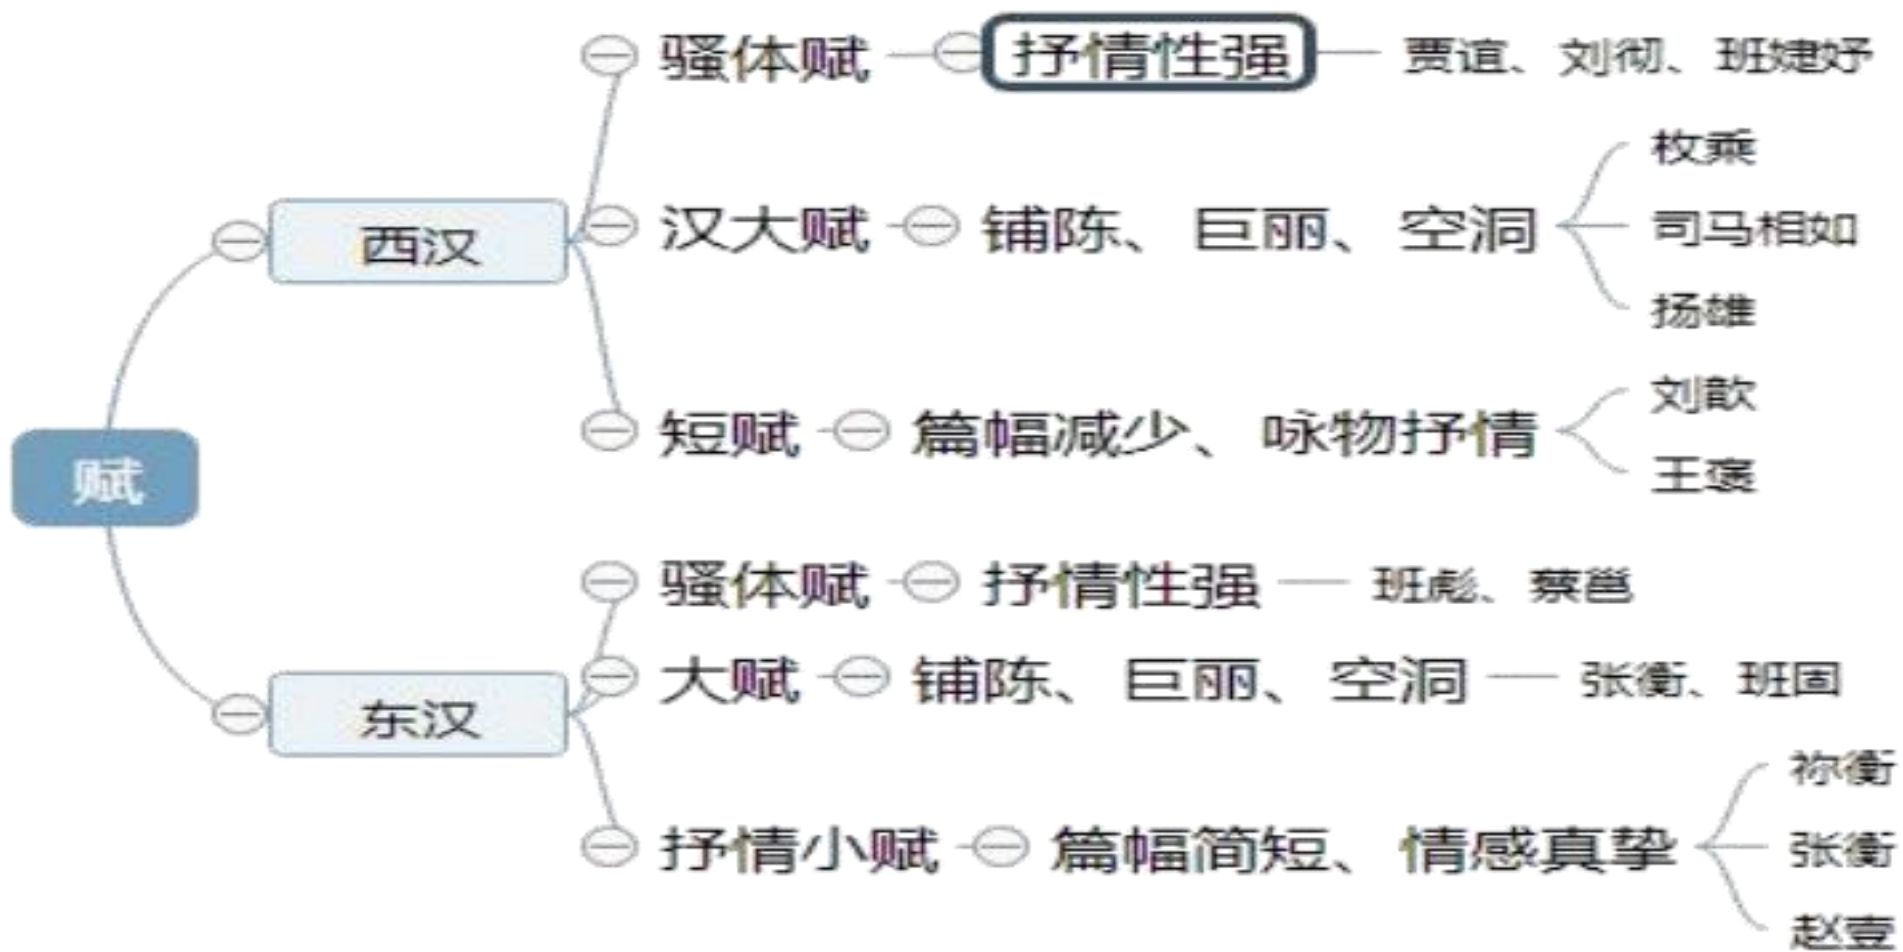 骚体赋 抒情性强 贾谊、刘彻、班婕妤
枚乘
汉大赋 铺陈、巨丽、空洞 司马相如
西汉
扬雄
刘歆
短赋 篇幅减少、咏物抒情
王褒
赋
骚体赋 抒情性强 班彪、蔡邕
大赋 铺陈、巨丽、空洞 张衡、班固
东汉
祢衡
抒情小赋 篇幅简短、情感真挚 张衡
赵壹